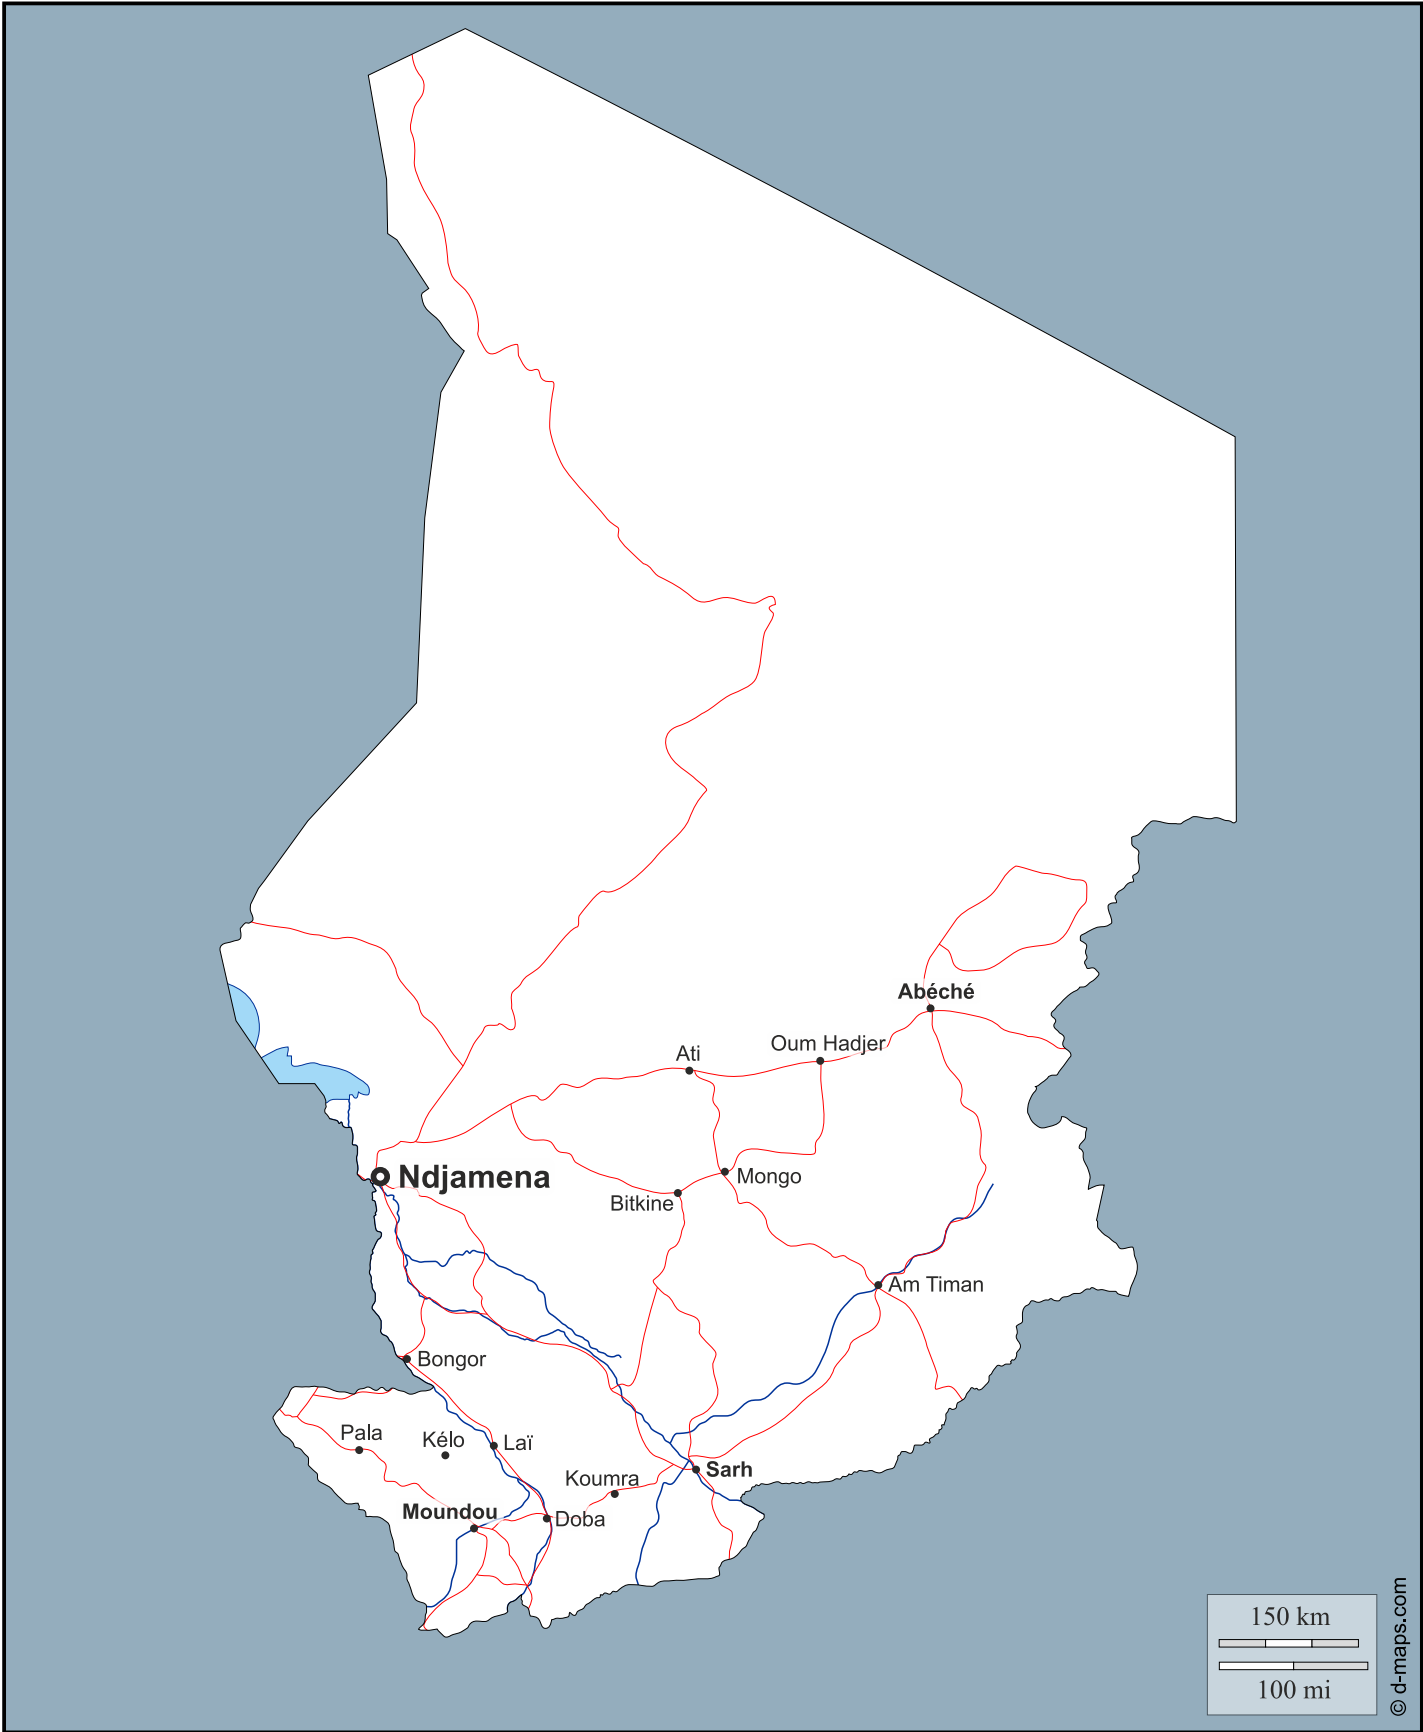 Abéché
Oum Hadjer
Ati
Ndjamena
Mongo
Bitkine
Am Timan
Bongor
Pala
Kélo
Laï
Sarh
Koumra
Moundou
Doba
150 km
100 mi
© d-maps.com